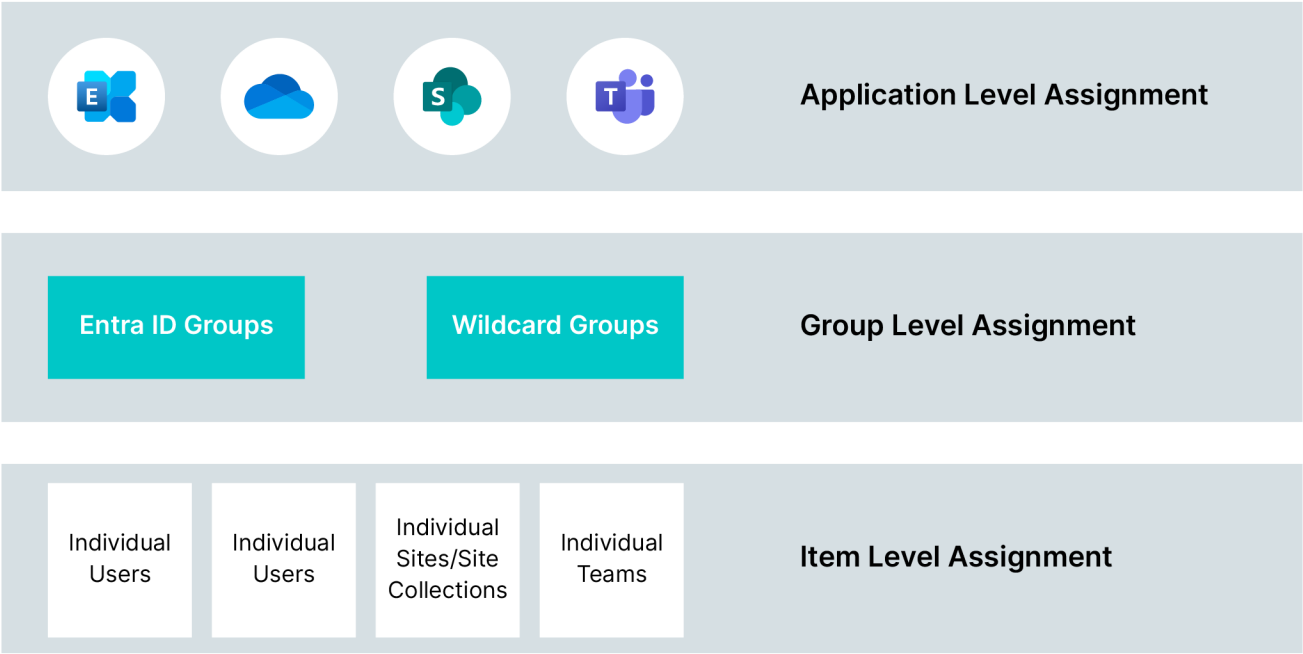 E
S
T
Application Level Assignment
Entra ID Groups
Wildcard Groups
Group Level Assignment
Individual
Users
Individual
Users
Individual
Sites/Site
Collections
Individual
Teams
Item Level Assignment